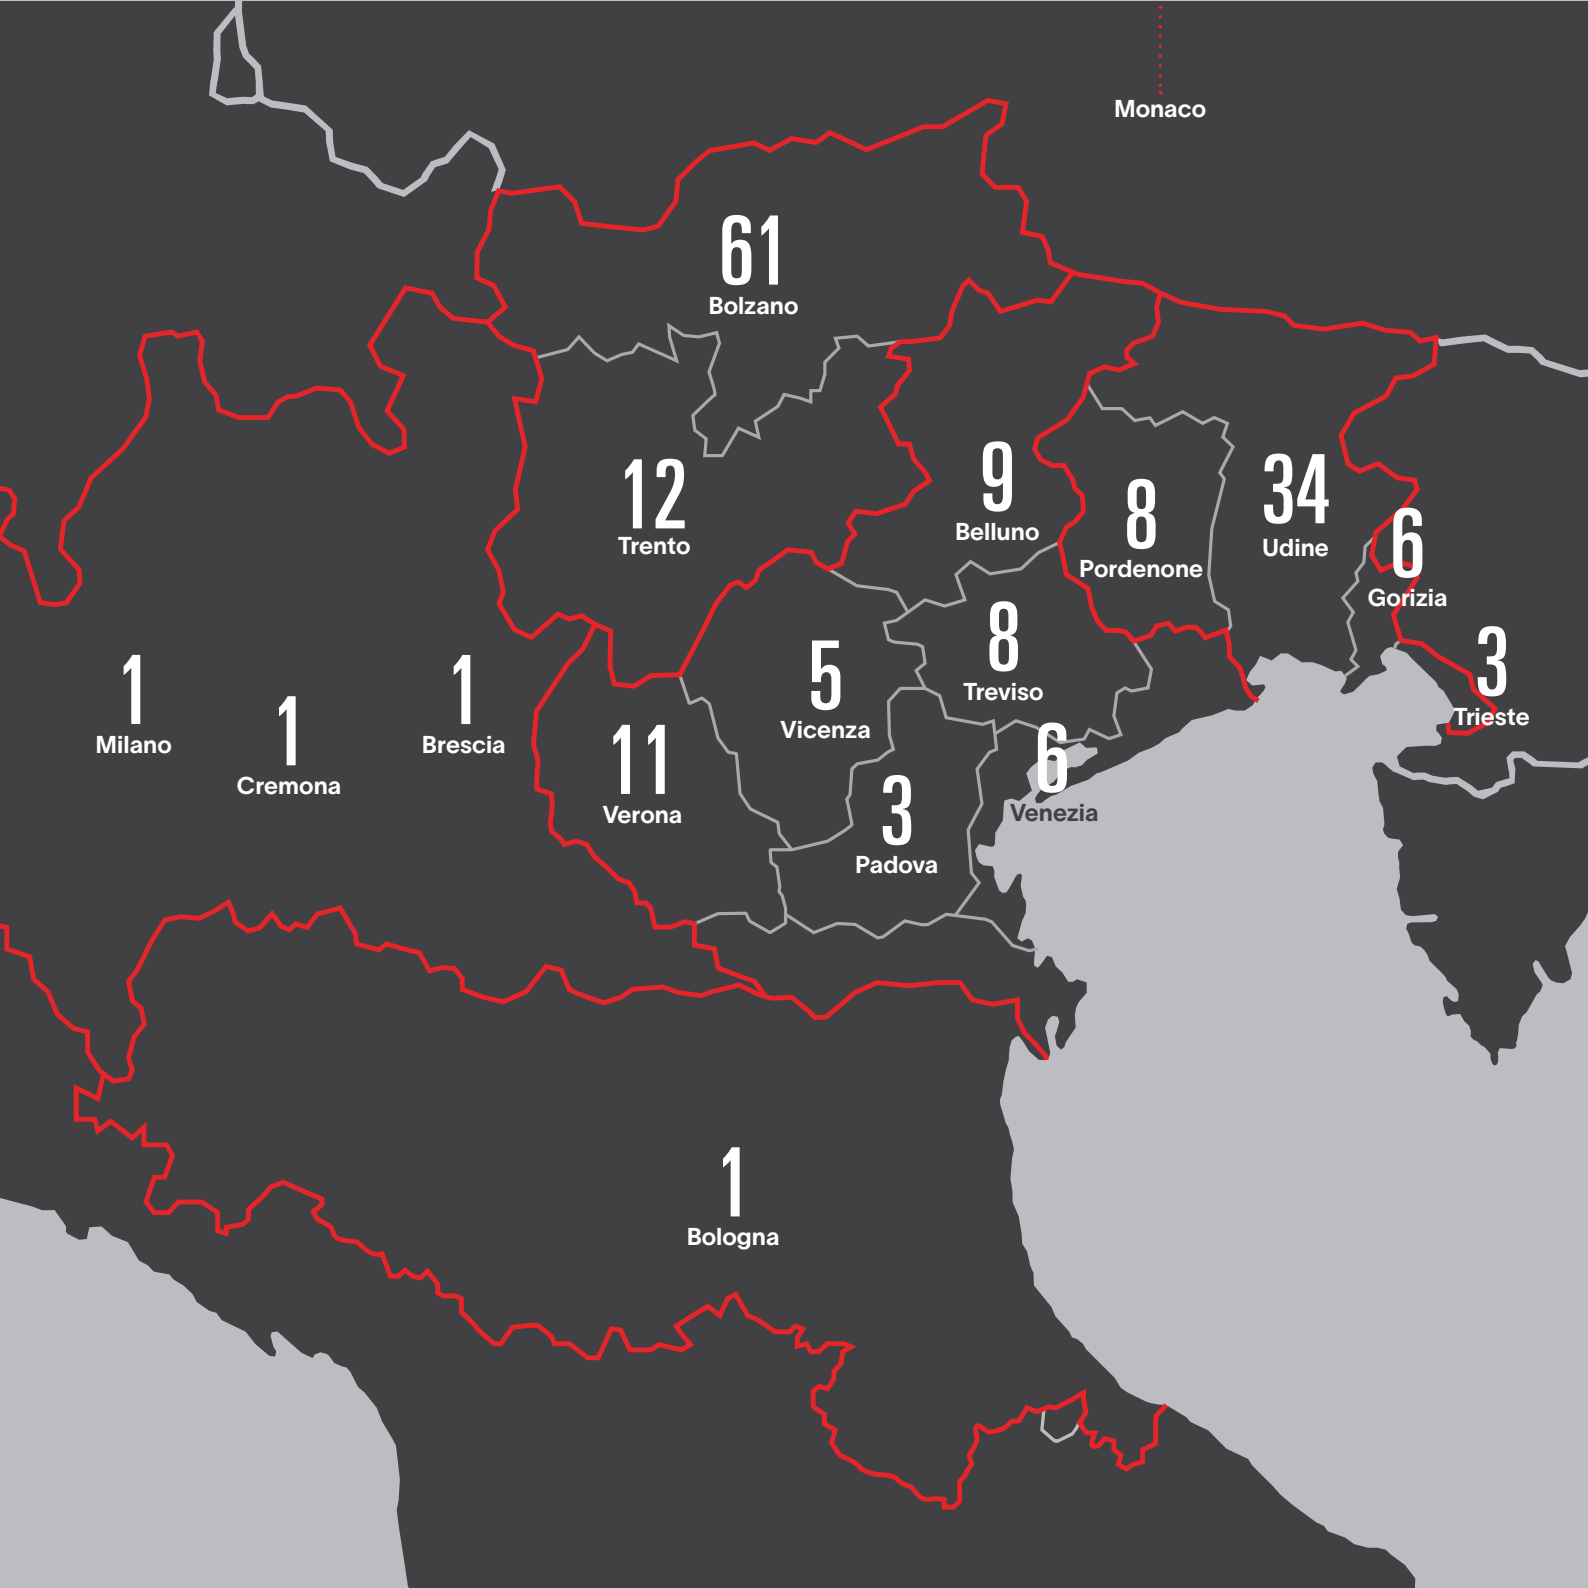 Monaco
61
Bolzano
12
Trento
9
Belluno
8
Pordenone
34
Udine
6
Gorizia
1
Milano
1
Cremona
1
Brescia
11
Verona
5
Vicenza
8
Treviso
3
Trieste
6
Venezia
3
Padova
1
Bologna